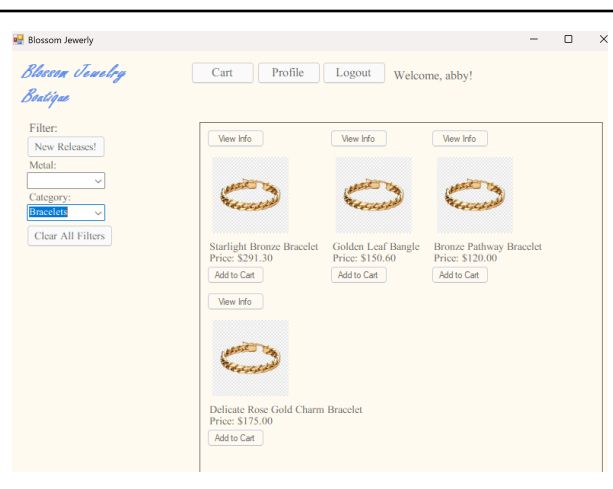 Blossom Jewerly
Blossom Jewelry
Boutique
Cart
Profile
Logout
Welcome, abby!
Filter:
New Releases!
Metal:
Category:
Bracelets
Clear All Filters
View Info
View Info
View Info
Starlight Bronze Bracelet
Price: $291.30
Add to Cart
Golden Leaf Bangle
Price: $150.60
Add to Cart
Bronze Pathway Bracelet
Price: $120.00
Add to Cart
View Info
Delicate Rose Gold Charm Bracelet
Price: $175.00
Add to Cart